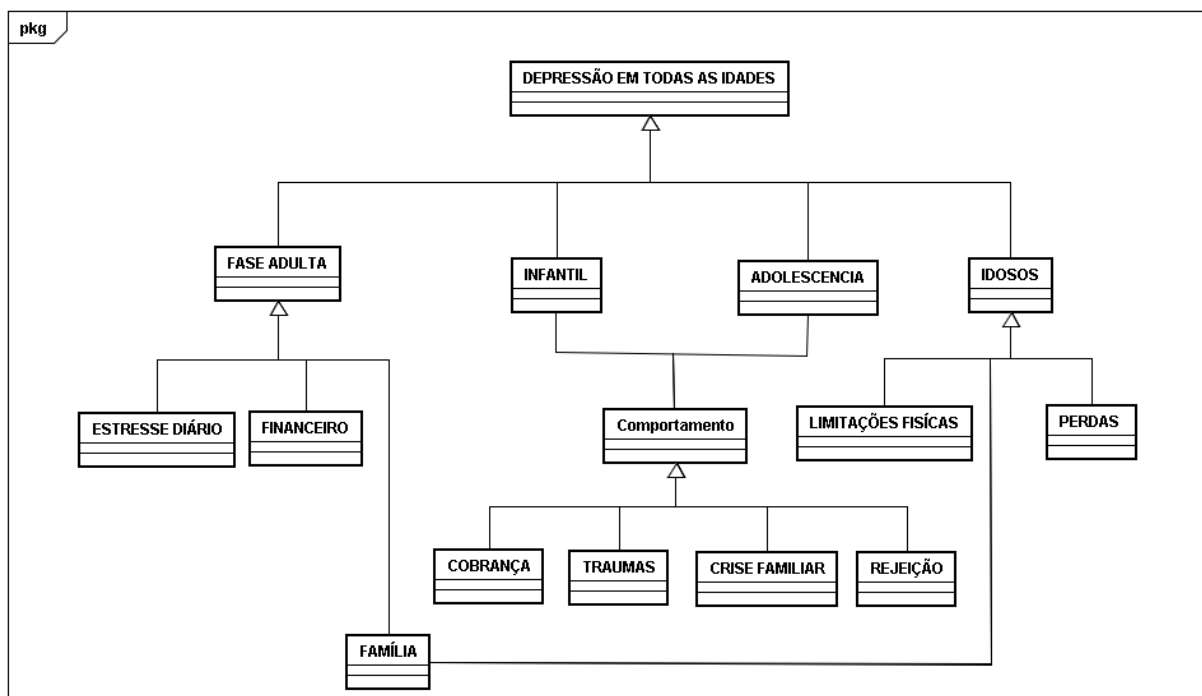 pkg
DEPRESSÃO EM TODAS AS IDADES
FASE ADULTA
INFANTIL
ADOLESCENCIA
IDOSOS
ESTRESSE DIÁRIO
FINANCEIRO
Comportamento
LIMITAÇÕES FISÍCAS
PERDAS
COBRANÇA
TRAUMAS
CRISE FAMILIAR
REJEIÇÃO
FAMÍLIA